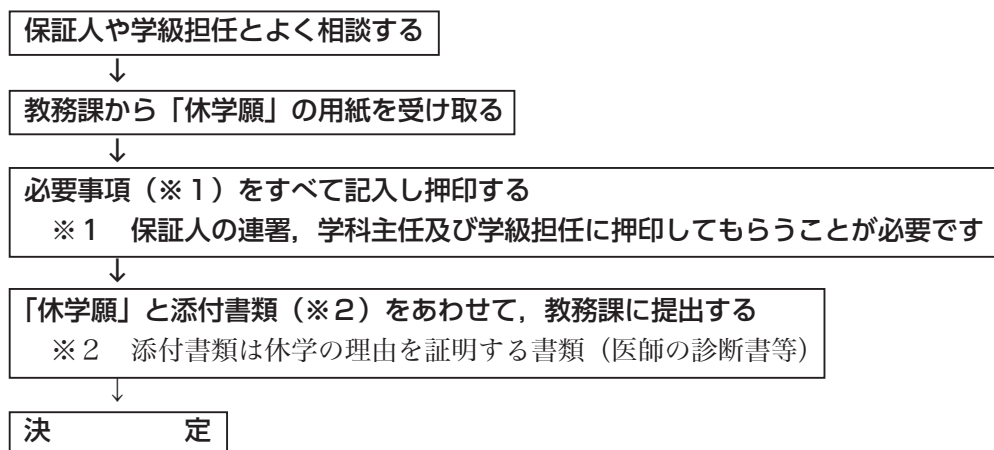 保証人や学級担任とよく相談する
↓
教務課から「休学願」の用紙を受け取る
↓
必要事項（※１）をすべて記入し押印する
※１　保証人の連署，学科主任及び学級担任に押印してもらうことが必要です
↓
「休学願」と添付書類（※２）をあわせて，教務課に提出する
※２　添付書類は休学の理由を証明する書類（医師の診断書等）
↓
決　　　　　定